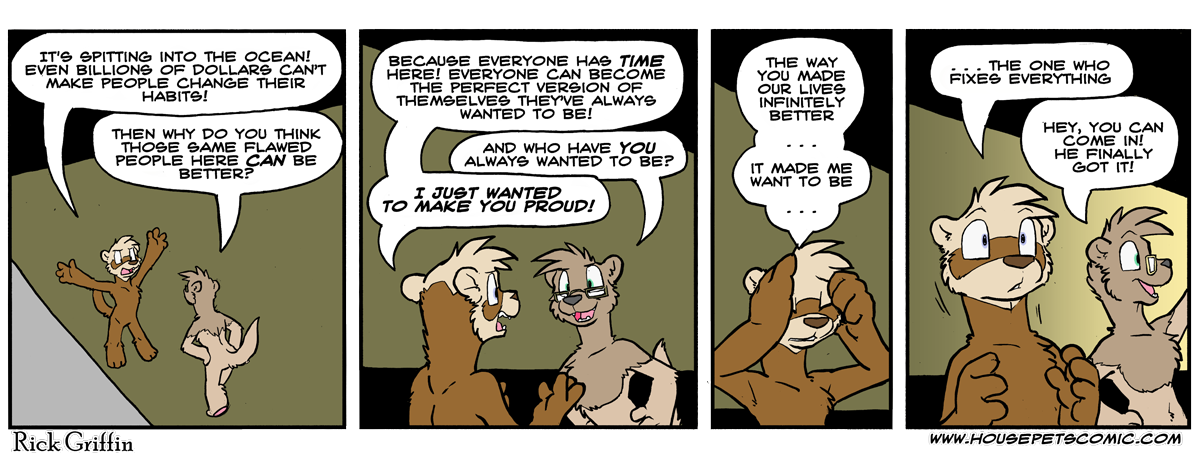 IT'S SPITTING INTO THE OCEAN!
EVEN BILLIONS OF DOLLARS CAN'T
MAKE PEOPLE CHANGE THEIR
HABITS!
THEN WHY DO YOU THINK
THOSE SAME FLAWED
PEOPLE HERE CAN BE
BETTER?
BECAUSE EVERYONE HAS TIME
HERE! EVERYONE CAN BECOME
THE PERFECT VERSION OF
THEMSELVES THEY'VE ALWAYS
WANTED TO BE!
AND WHO HAVE YOU
ALWAYS WANTED TO BE?
I JUST WANTED
TO MAKE YOU PROUD!
THE WAY
YOU MADE
OUR LIVES
INFINITELY
BETTER
. . .
IT MADE ME
WANT TO BE
. . .
. . . THE ONE WHO
FIXES EVERYTHING
HEY, YOU CAN
COME IN!
HE FINALLY
GOT IT!
Rick Griffin
WWW.HOUSEPETSCOMIC.COM